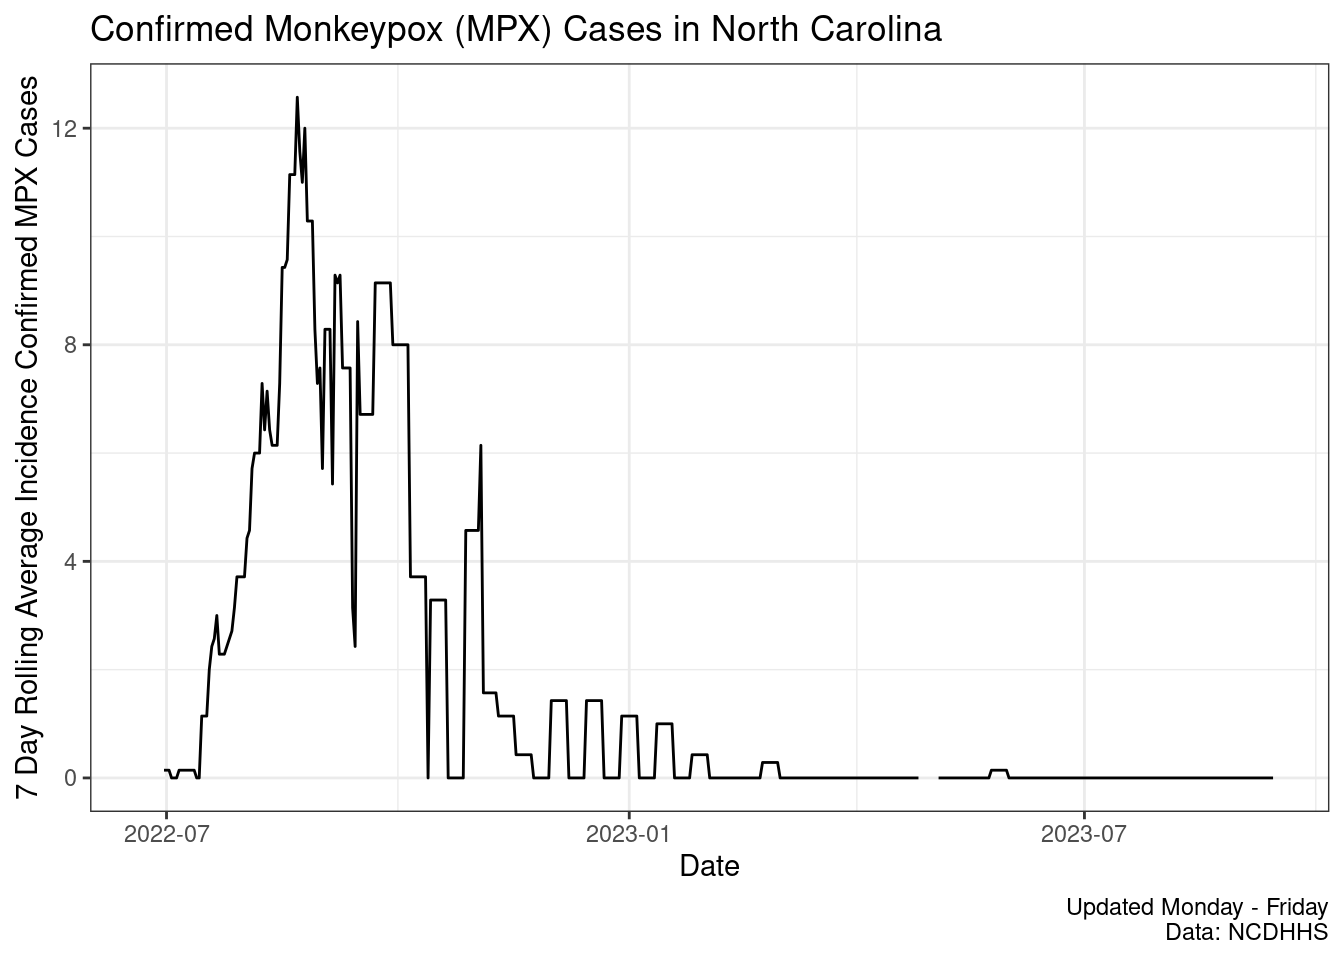 Confirmed Monkeypox (MPX) Cases in North Carolina
7 Day Rolling Average Incidence Confirmed MPX Cases
12
8
4
0
2022-07
2023-01
2023-07
Date
Updated Monday - Friday
Data: NCDHHS